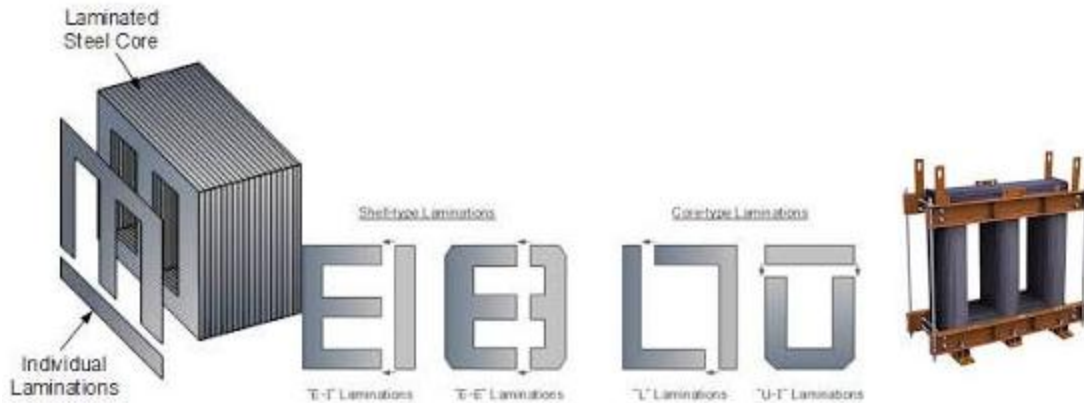 Laminated
Steel Core
Individual
Laminations
Shell-type Laminations
"E-I" Laminations
"E-E" Laminations
Core-type Laminations
"L" Laminations
"U-I" Laminations